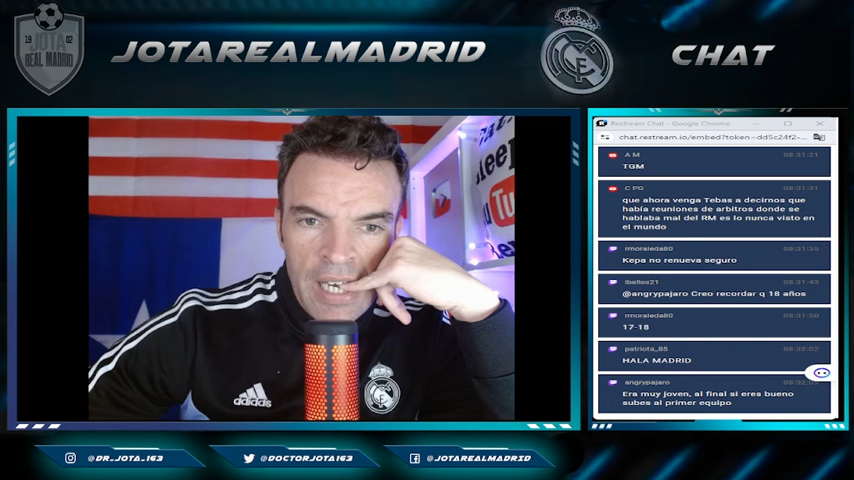 19 02
JOTA
REAL MADRID
JOTAREALMADRID
CHAT
Restream Chat - Google Chrome
chat.restream.io/embed?token=dd5c24f2-...
A M
08:31:21
TGM
C PG
08:31:31
que ahora venga Tebas a decirnos que
había reuniones de arbitros donde se
hablaba mal del RM es lo nunca visto en
el mundo
rmoraleda80
08:31:35
Kepa no renueva seguro
iballes21
08:31:43
@angrypajaro Creo recordar q 18 años
rmoraleda80
08:31:50
17-18
patriota_85
08:32:02
HALA MADRID
angrypajaro
Era muy joven, al final si eres bueno
subes al primer equipo
Keep
You
adidas
@DR_JOTA_163
@DOCTORJOTA163
@JOTAREALMADRID